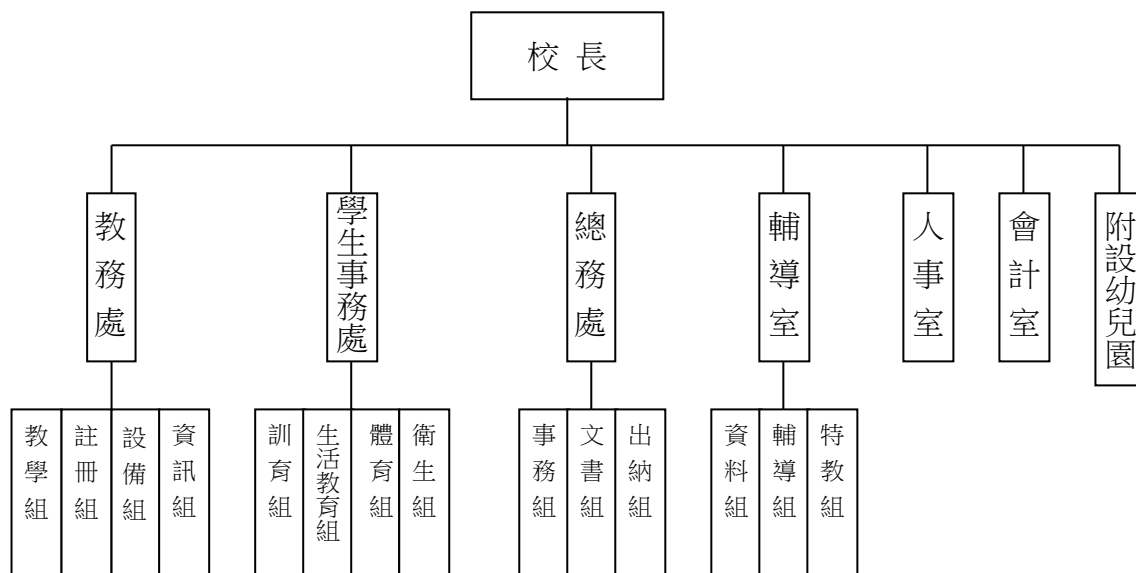 校長
教務處
學生事務處
總務處
輔導室
人事室
會計室
附設幼兒園
教學組
註冊組
設備組
資訊組
訓育組
生活教育組
體育組
衛生組
事務組
文書組
出納組
資料組
輔導組
特教組